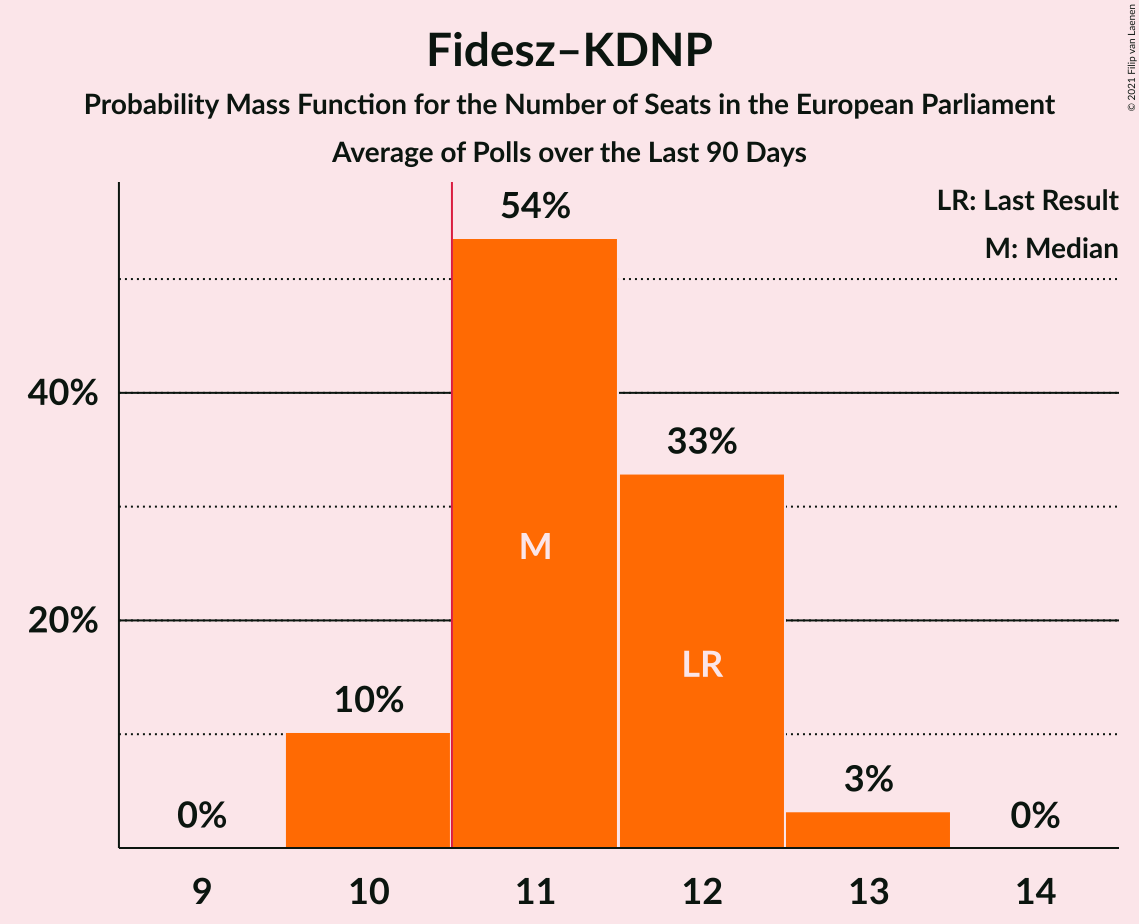 Fidesz–KDNP
Probability Mass Function for the Number of Seats in the European Parliament
Average of Polls over the Last 90 Days
© 2021 Filip van Laenen
LR: Last Result
M: Median
54%
40%
33%
M
20%
LR
10%
3%
0%
0%
9
10
11
12
13
14